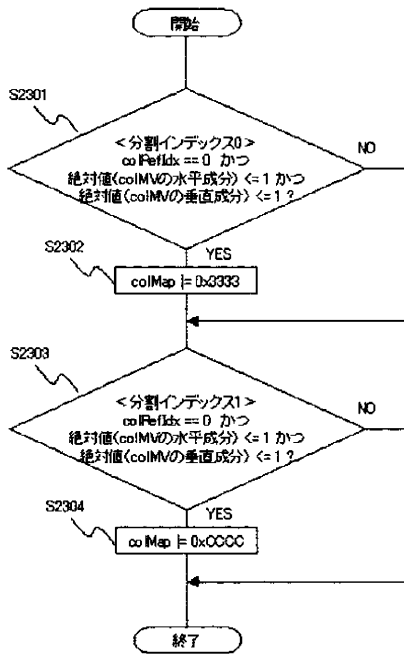 開始
S2301
<分割インデックス0>
colRefIdx == 0 かつ
絶対値(colMVの水平成分) <= 1 かつ
絶対値(colMVの垂直成分) <= 1 ?
NO
YES
S2302
colMap |= 0x3333
S2303
<分割インデックス1>
colRefIdx == 0 かつ
絶対値(colMVの水平成分) <= 1 かつ
絶対値(colMVの垂直成分) <= 1 ?
NO
YES
S2304
colMap |= 0xCCCC
終了